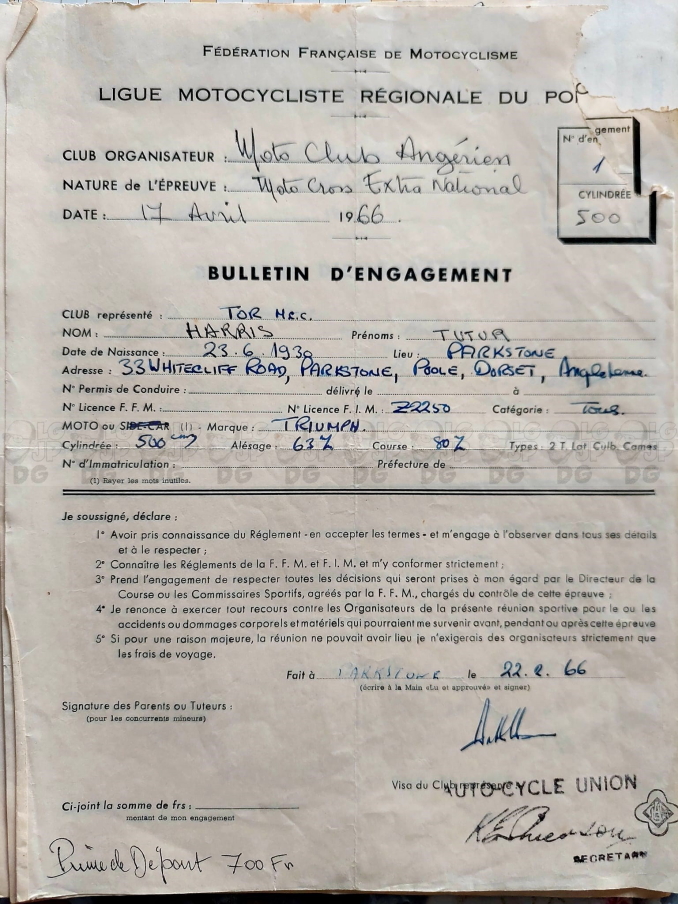 FÉDÉRATION FRANÇAISE DE MOTOCYCLISME
LIGUE MOTOCYCLISTE RÉGIONALE DU PO
gement
N° d'en
1
CYLINDRÉE
500
CLUB ORGANISATEUR : Moto Club Angérien
NATURE de L'ÉPREUVE : Moto Cross Extra National
DATE : 17 Avril 1966.
BULLETIN D'ENGAGEMENT
CLUB représenté : TOR M.C.C.
NOM : HARRIS Prénoms :
Date de Naissance : 23.6.193 Lieu : PARKSTONE
Adresse : 33 WHITECLIFF ROAD, PARKSTONE, POOLE, DORSET, Angleterre.
N° Permis de Conduire : délivré le à
N° Licence F. F. M. : N° Licence F. I. M. : Z2250 Catégorie : Tous.
MOTO ou SIDE-CAR (1) - Marque : TRIUMPH.
Cylindrée : 500 Alésage : 63 Course : 80 Types : 2 T. Lat. Culb. Cames
N° d'Immatriculation : Préfecture de
(1) Rayer les mots inutiles.
DG DG DG DG DG DG
Je soussigné, déclare :
1° Avoir pris connaissance du Réglement - en accepter les termes - et m'engage à l'observer dans tous ses détails
et à le respecter ;
2° Connaître les Réglements de la F. F. M. et F. I. M. et m'y conformer strictement ;
3° Prend l'engagement de respecter toutes les décisions qui seront prises à mon égard par le Directeur de la
Course ou les Commissaires Sportifs, agréés par la F. F. M., chargés du contrôle de cette épreuve ;
4° Je renonce à exercer tout recours contre les Organisateurs de la présente réunion sportive pour le ou les
accidents ou dommages corporels et matériels qui pourraient me survenir avant, pendant ou après cette épreuve
5° Si pour une raison majeure, la réunion ne pouvait avoir lieu je n'exigerais des organisateurs strictement que
les frais de voyage.
Fait à PARKSTONE le 22.2.66
(écrire à la Main «Lu et approuvé» et signer)
Signature des Parents ou Tuteurs :
(pour les concurrents mineurs)
Visa du Club représenté
AUTO-CYCLE UNION
SECRETARY
Ci-joint la somme de frs :
montant de mon engagement
Prime de Départ 700 Fr